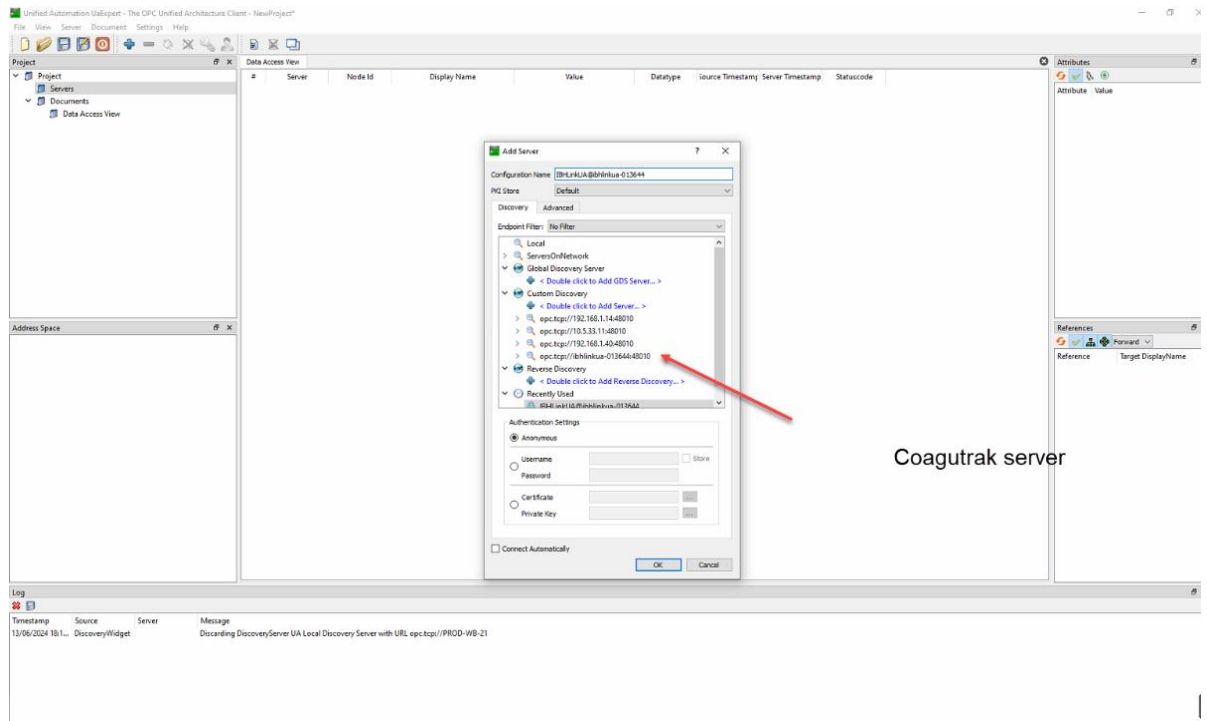 Unified Automation UaExpert - The OPC Unified Architecture Client - NewProject*
File View Server Document Settings Help
Project
Project
Servers
Documents
Data Access View
Data Access View
# Server Node Id Display Name Value Datatype Source Timestamp Server Timestamp Statuscode
Attributes
Attribute Value
Add Server ?
Configuration Name IBHLinkUA@ibhlinkua-013644
PKI Store Default
Discovery Advanced
Endpoint Filter: No Filter
Local
ServersOnNetwork
Global Discovery Server
< Double click to Add GDS Server... >
Custom Discovery
< Double click to Add Server... >
opc.tcp://192.168.1.14:48010
opc.tcp://10.5.33.11:48010
opc.tcp://192.168.1.40:48010
opc.tcp://ibhlinkua-013644:48010
Reverse Discovery
< Double click to Add Reverse Discovery... >
Recently Used
IBHLinkUA@ibhlinkua-013644
Authentication Settings
Anonymous
Username Store
Password
Certificate ...
Private Key ...
Connect Automatically
OK Cancel
Coagutrak server
Address Space
References
Forward
Reference Target DisplayName
Log
Timestamp Source Server Message
13/06/2024 18:1... DiscoveryWidget Discarding DiscoveryServer UA Local Discovery Server with URL opc.tcp://PROD-WB-21